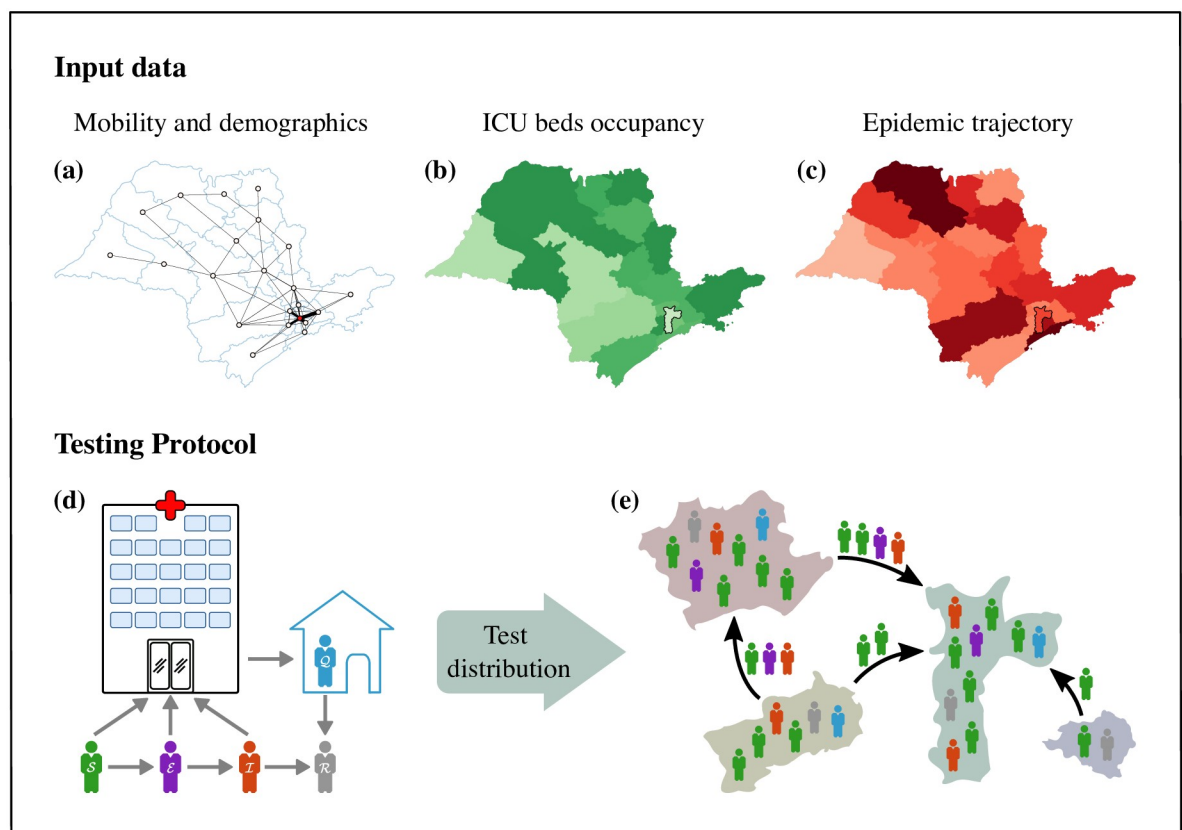 Input data
Mobility and demographics
ICU beds occupancy
Epidemic trajectory
(a)
(b)
(c)
Testing Protocol
(d)
(e)
Q
Test
distribution
S
E
I
R